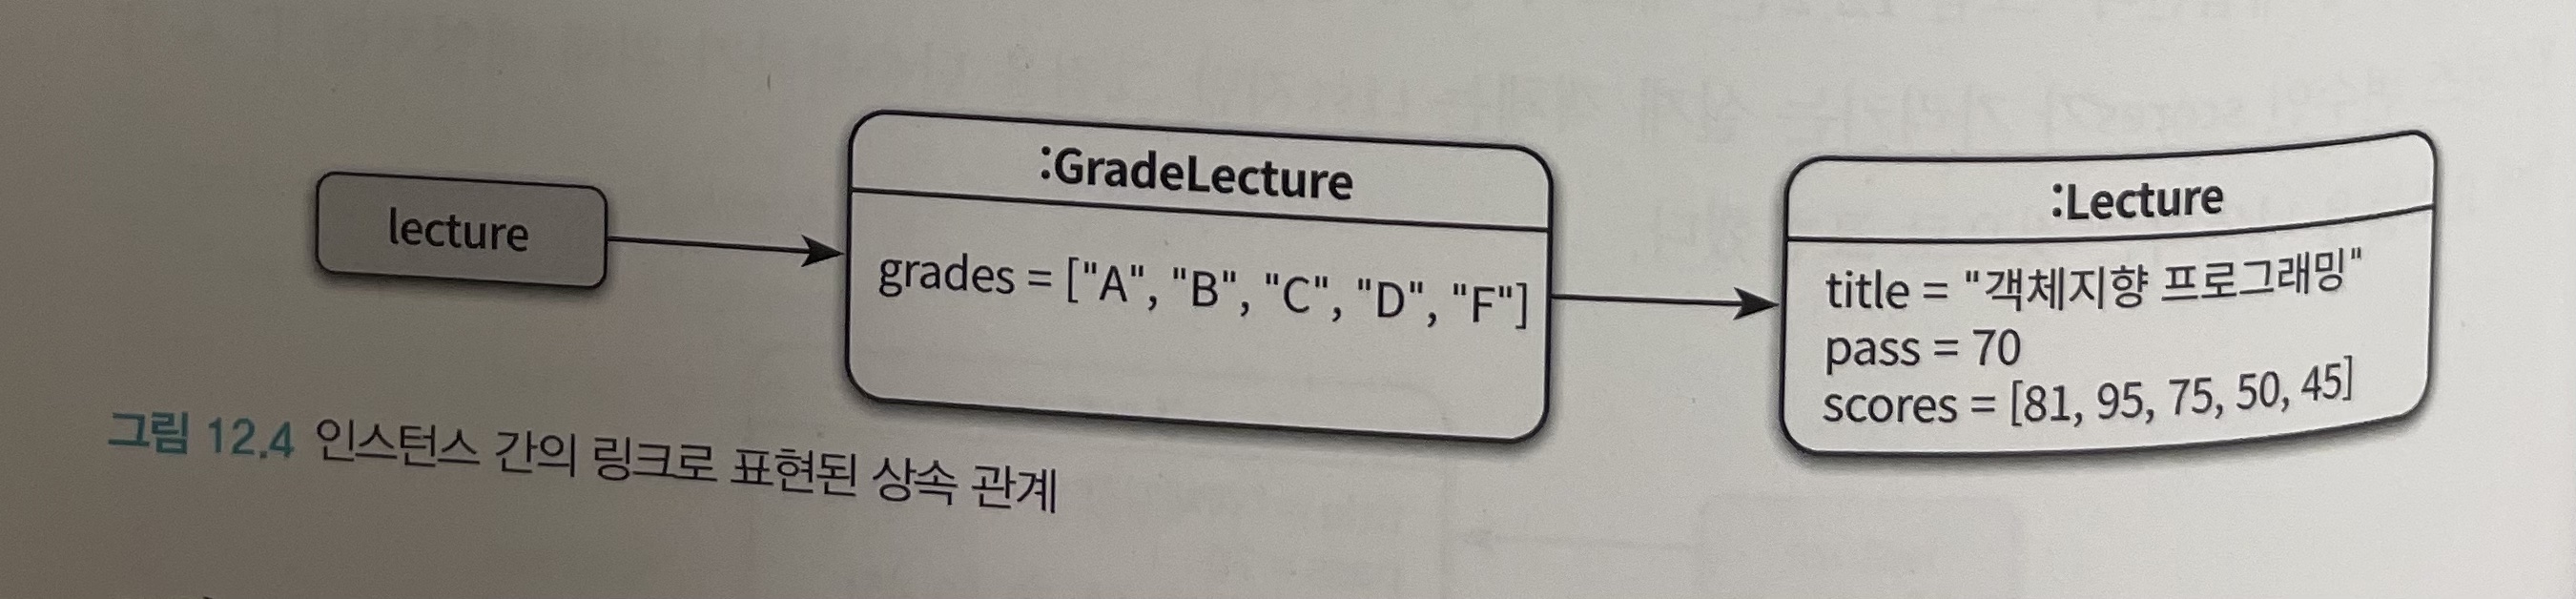 lecture
:GradeLecture
grades = ["A", "B", "C", "D", "F"]
:Lecture
title = "객체지향 프로그래밍"
pass = 70
scores = [81, 95, 75, 50, 45]
그림 12.4 인스턴스 간의 링크로 표현된 상속 관계